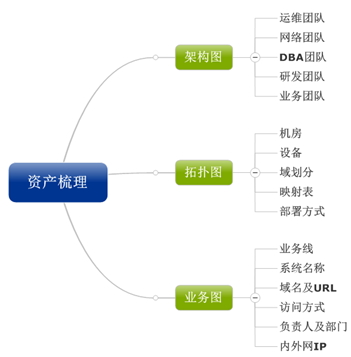 资产梳理
架构图
运维团队
网络团队
DBA团队
研发团队
业务团队
拓扑图
机房
设备
域划分
映射表
部署方式
业务图
业务线
系统名称
域名及URL
访问方式
负责人及部门
内外网IP